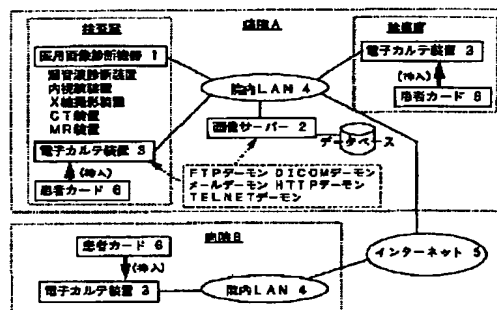 病院A
検査室
医用画像診断機器 1
超音波診断装置
内視鏡装置
X線撮影装置
CT装置
MR装置
電子カルテ装置 3
(挿入)
患者カード 6
院内LAN 4
画像サーバー 2
データベース
FTPデーモン DICOMデーモン
メールデーモン HTTPデーモン
TELNETデーモン
診療室
電子カルテ装置 3
(挿入)
患者カード 6
インターネット 5
病院B
患者カード 6
(挿入)
電子カルテ装置 3
院内LAN 4